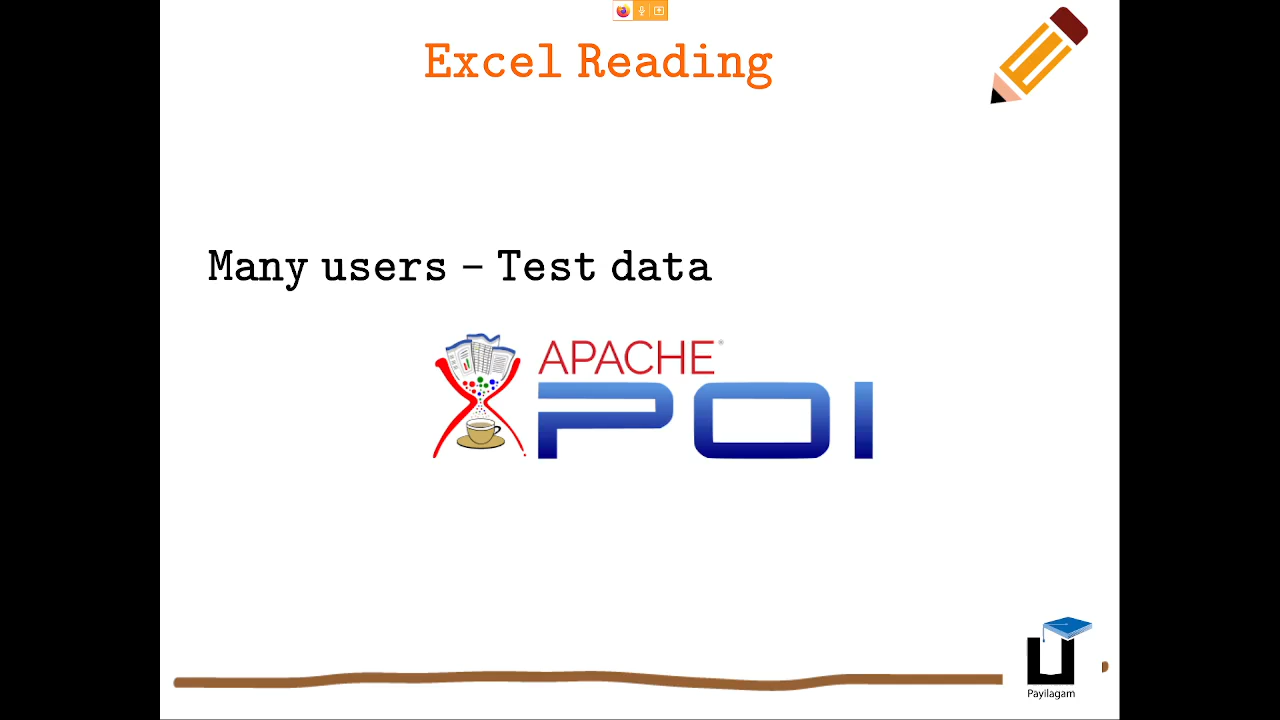 Excel Reading
Many users - Test data
APACHE®
POI
Payilagam